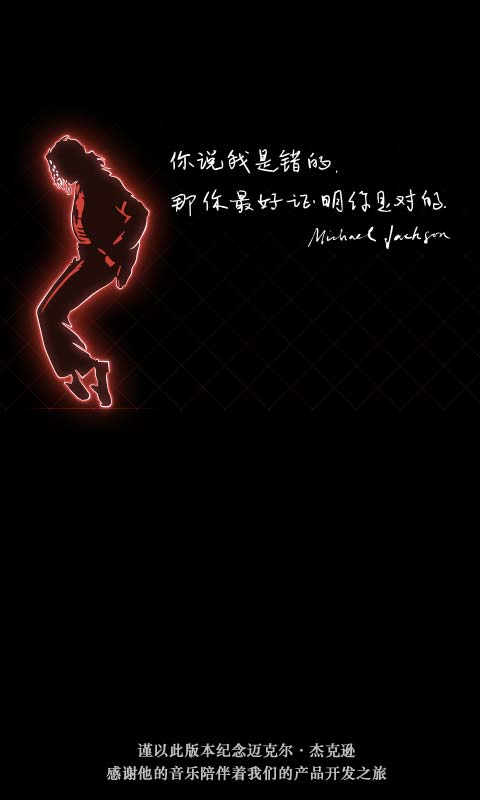 你说我是错的,
那你最好证明你是对的.
Michael Jackson
谨以此版本纪念迈克尔·杰克逊
感谢他的音乐陪伴着我们的产品开发之旅